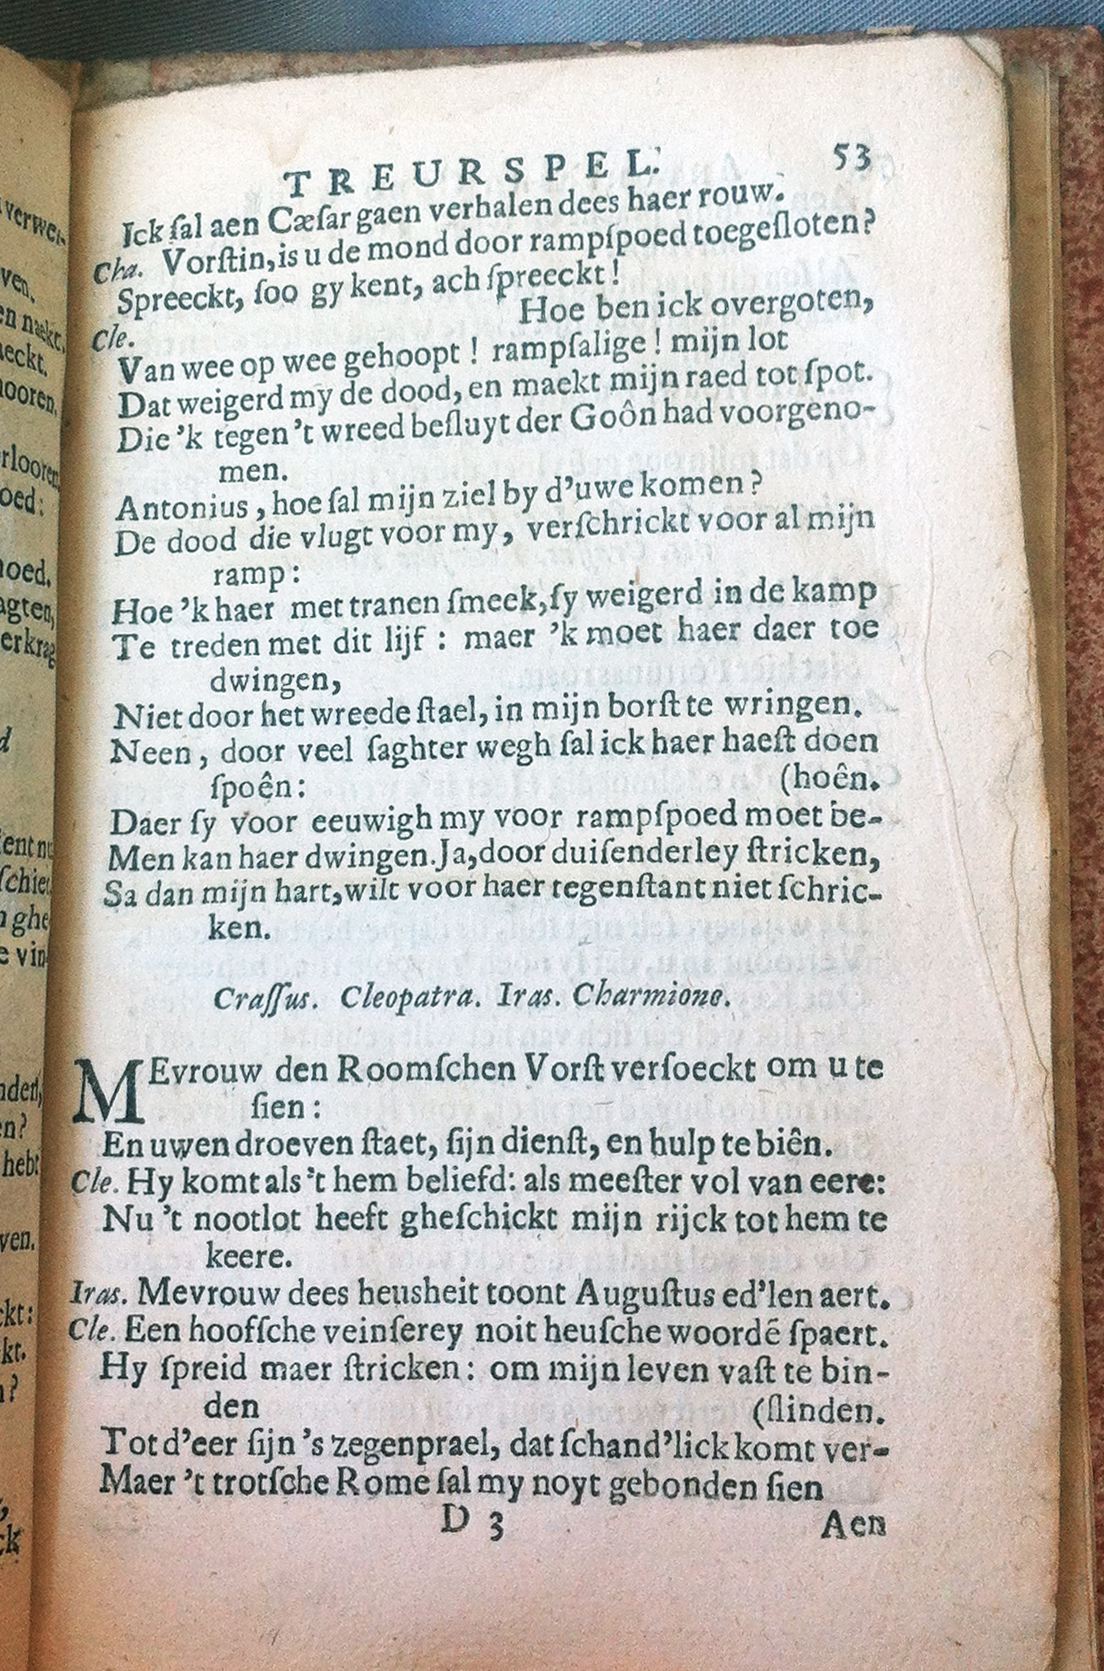 TREURSPEL. 53
Ick ſal aen Cæſar gaen verhalen dees haer rouw.
Cha. Vorſtin, is u de mond door rampſpoed toegeſloten?
Spreeckt, ſoo gy kent, ach ſpreeckt!
Cle. Hoe ben ick overgoten,
Van wee op wee gehoopt! rampſalige! mijn lot
Dat weigerd my de dood, en maekt mijn raed tot ſpot.
Die 'k tegen 't wreed beſluyt der Goôn had voorgeno-
men.
Antonius, hoe ſal mijn ziel by d'uwe komen?
De dood die vlugt voor my, verſchrickt voor al mijn
ramp:
Hoe 'k haer met tranen ſmeek, ſy weigerd in de kamp
Te treden met dit lijf: maer 'k moet haer daer toe
dwingen,
Niet door het wreede ſtael, in mijn borſt te wringen.
Neen, door veel ſaghter wegh ſal ick haer haeſt doen
ſpoên: (hoên.
Daer ſy voor eeuwigh my voor rampſpoed moet be-
Men kan haer dwingen. Ja, door duiſenderley ſtricken,
Sa dan mijn hart, wilt voor haer tegenſtant niet ſchric-
ken.
Craſſus. Cleopatra. Iras. Charmione.
MEvrouw den Roomſchen Vorſt verſoeckt om u te
ſien:
En uwen droeven ſtaet, ſijn dienſt, en hulp te biên.
Cle. Hy komt als 't hem beliefd: als meeſter vol van eere:
Nu 't nootlot heeft gheſchickt mijn rijck tot hem te
keere.
Iras. Mevrouw dees heusheit toont Auguſtus ed'len aert.
Cle. Een hoofſche veinſerey noit heuſche woordẽ ſpaert.
Hy ſpreid maer ſtricken: om mijn leven vaſt te bin-
den (ſlinden.
Tot d'eer ſijn 's zegenprael, dat ſchand'lick komt ver-
Maer 't trotſche Rome ſal my noyt gebonden ſien
D 3 Aen